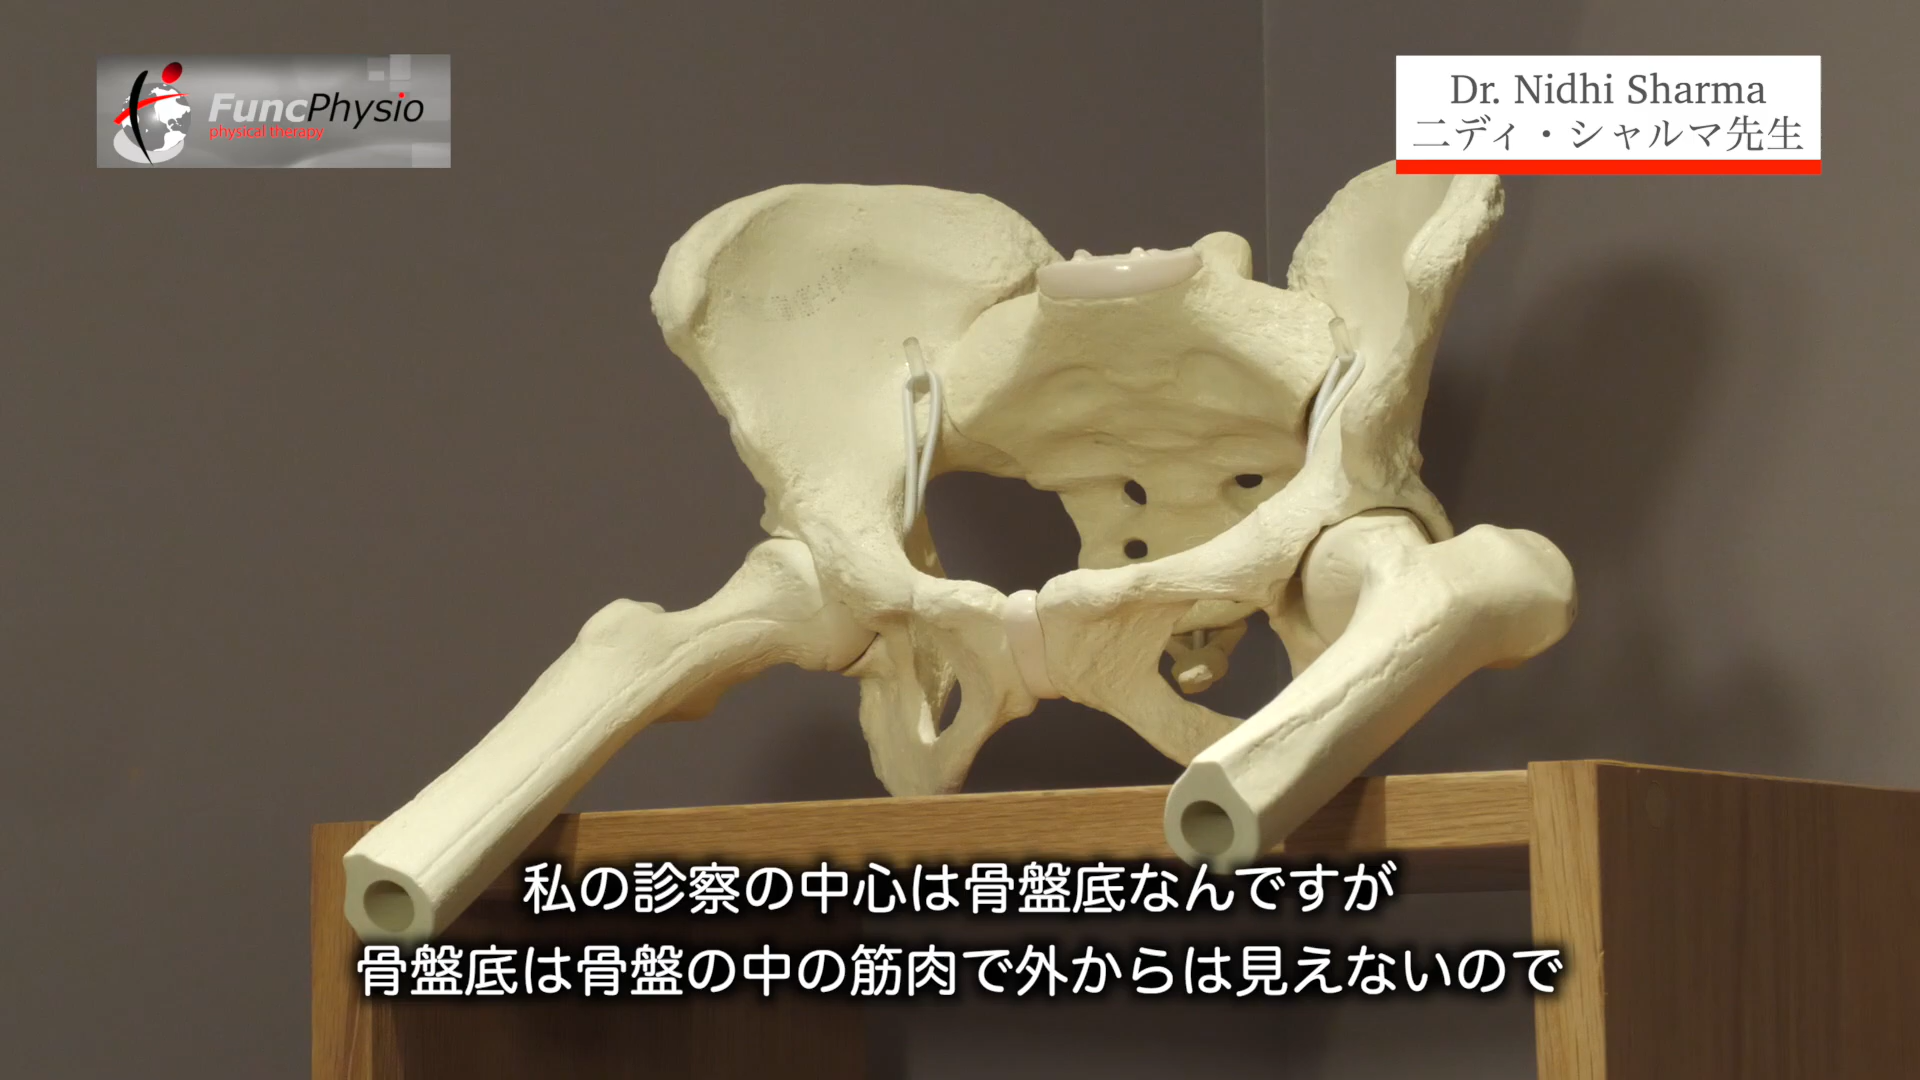 FuncPhysio
physical therapy
Dr. Nidhi Sharma
ニディ・シャルマ先生
私の診察の中心は骨盤底なんですが
骨盤底は骨盤の中の筋肉で外からは見えないので